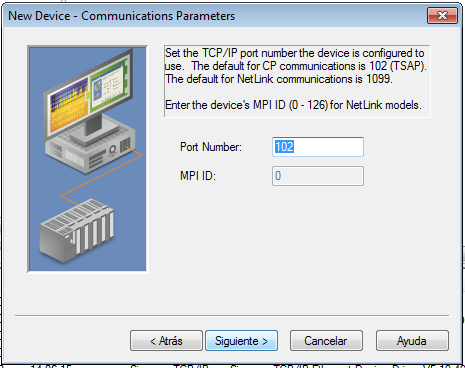 New Device - Communications Parameters
Set the TCP/IP port number the device is configured to
use. The default for CP communications is 102 (TSAP).
The default for NetLink communications is 1099.
Enter the device's MPI ID (0 - 126) for NetLink models.
Port Number: 102
MPI ID: 0
< Atrás Siguiente > Cancelar Ayuda